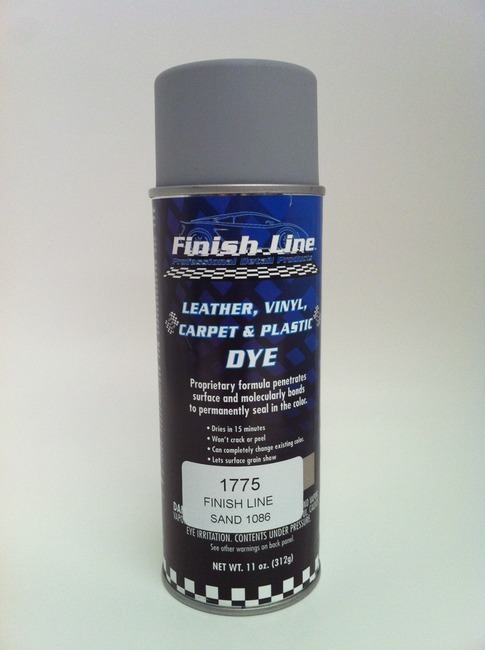 Finish Line
Professional Detail Products
LEATHER, VINYL,
CARPET & PLASTIC
DYE
Proprietary formula penetrates
surface and molecularly bonds
to permanently seal in the color.
• Dries in 15 minutes
• Won't crack or peel
• Can completely change existing color.
• Lets surface grain show
1775
FINISH LINE
SAND 1086
EYE IRRITATION. CONTENTS UNDER PRESSURE.
See other warnings on back panel.
NET WT. 11 oz. (312g)